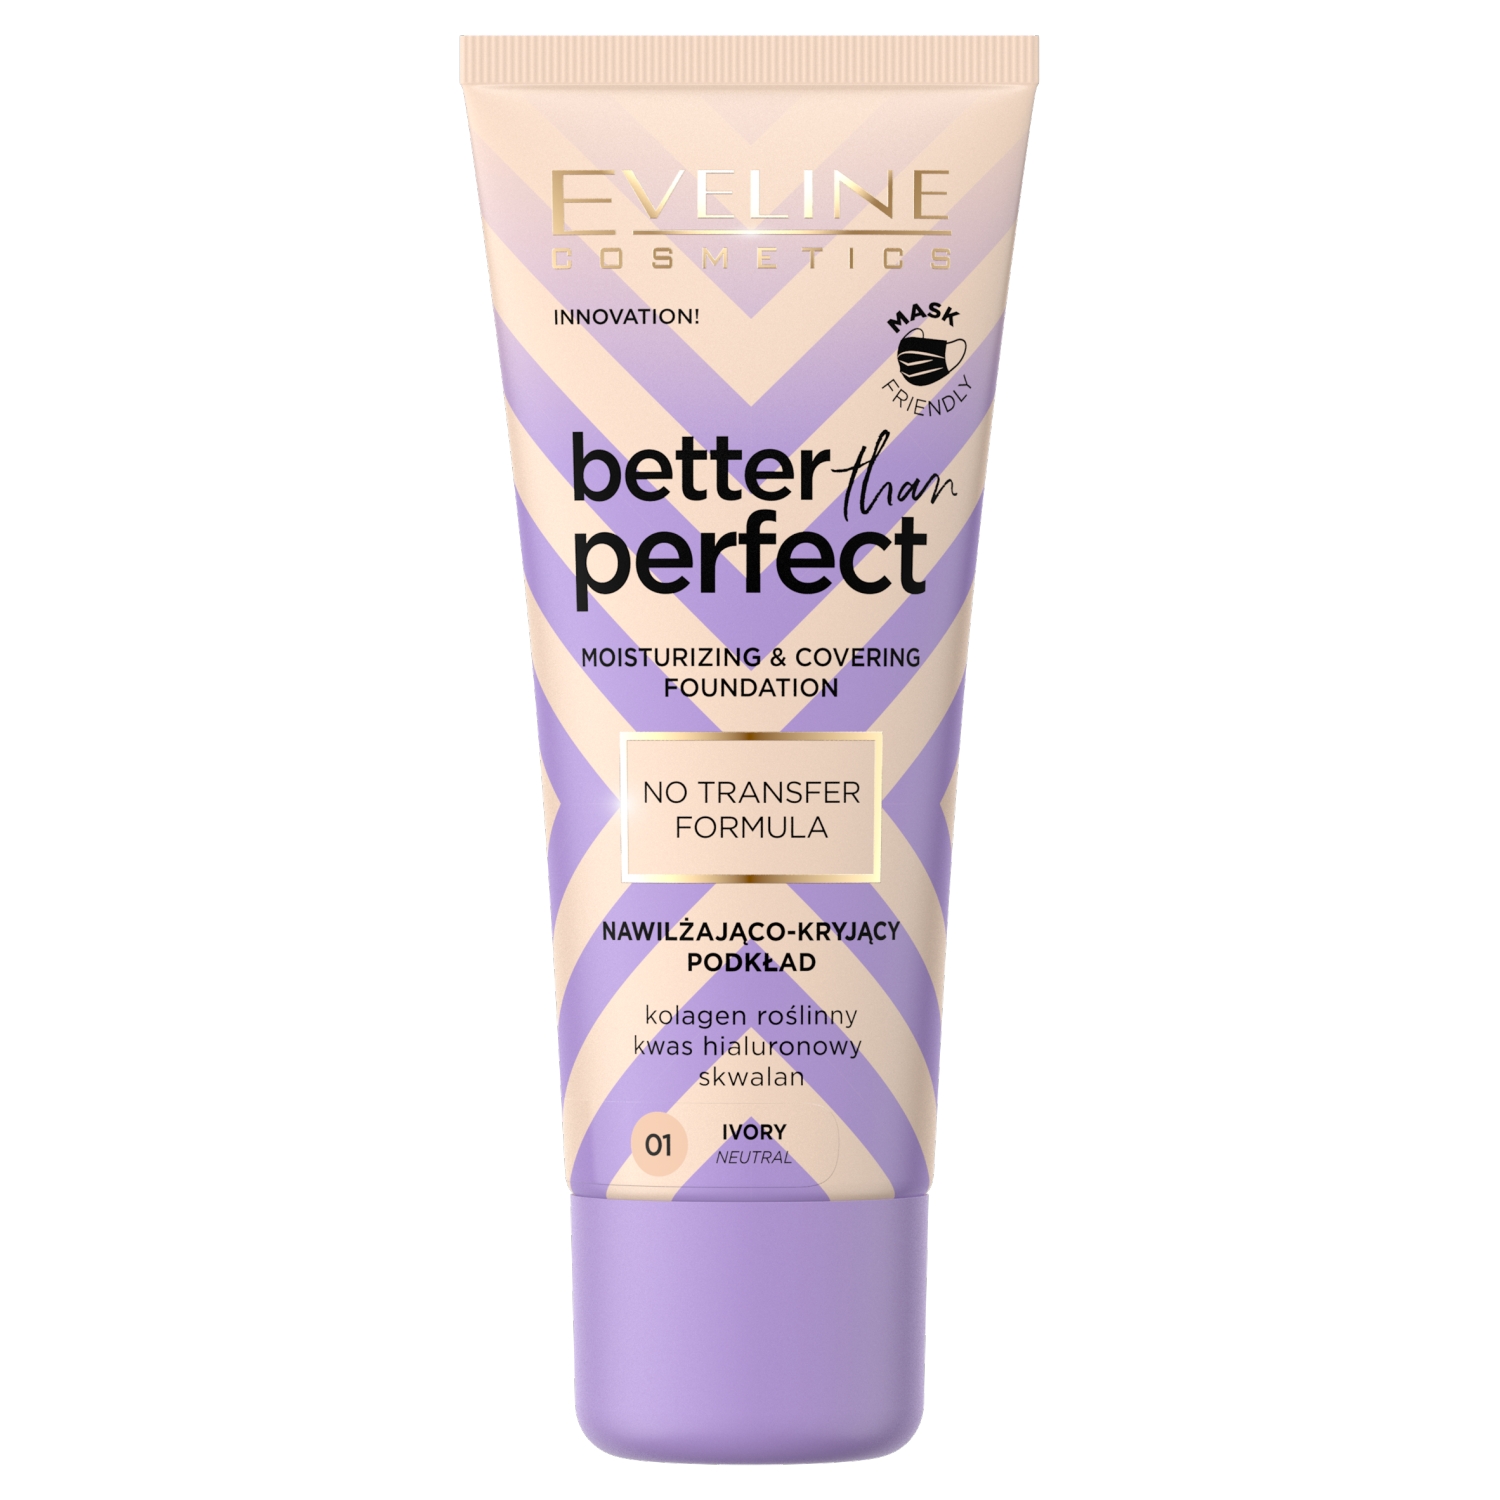 EVELINE
COSMETICS
INNOVATION!
MASK
FRIENDLY
better than
perfect
MOISTURIZING & COVERING
FOUNDATION
NO TRANSFER
FORMULA
NAWILŻAJĄCO-KRYJĄCY
PODKŁAD
kolagen roślinny
kwas hialuronowy
skwalan
01
IVORY
NEUTRAL